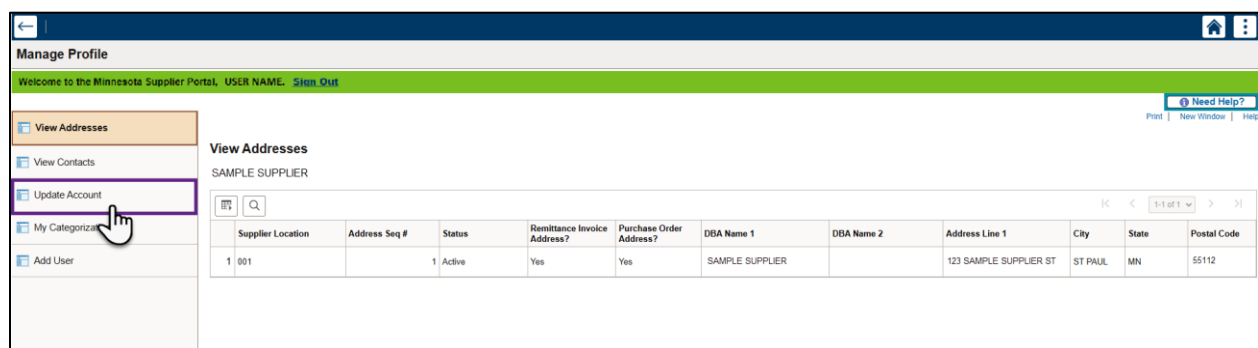 Manage Profile
Welcome to the Minnesota Supplier Portal, USER NAME. Sign Out
Need Help?
Print | New Window | Help
View Addresses
View Contacts
Update Account
My Categorizat
Add User
View Addresses
SAMPLE SUPPLIER
1-1 of 1
Supplier Location Address Seq # Status Remittance Invoice Address? Purchase Order Address? DBA Name 1 DBA Name 2 Address Line 1 City State Postal Code
1 001 1 Active Yes Yes SAMPLE SUPPLIER 123 SAMPLE SUPPLIER ST ST PAUL MN 55112